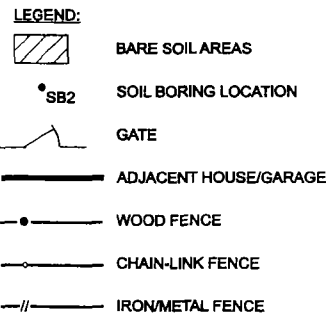 LEGEND:
BARE SOIL AREAS
SB2 SOIL BORING LOCATION
GATE
ADJACENT HOUSE/GARAGE
WOOD FENCE
CHAIN-LINK FENCE
IRON/METAL FENCE